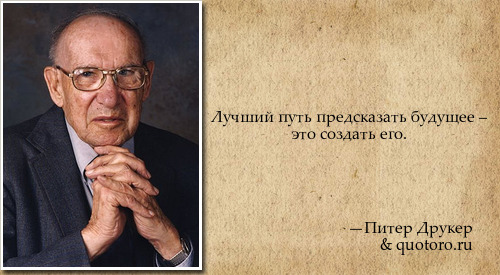 Лучший путь предсказать будущее –
это создать его.
—Питер Друкер
& quotoro.ru